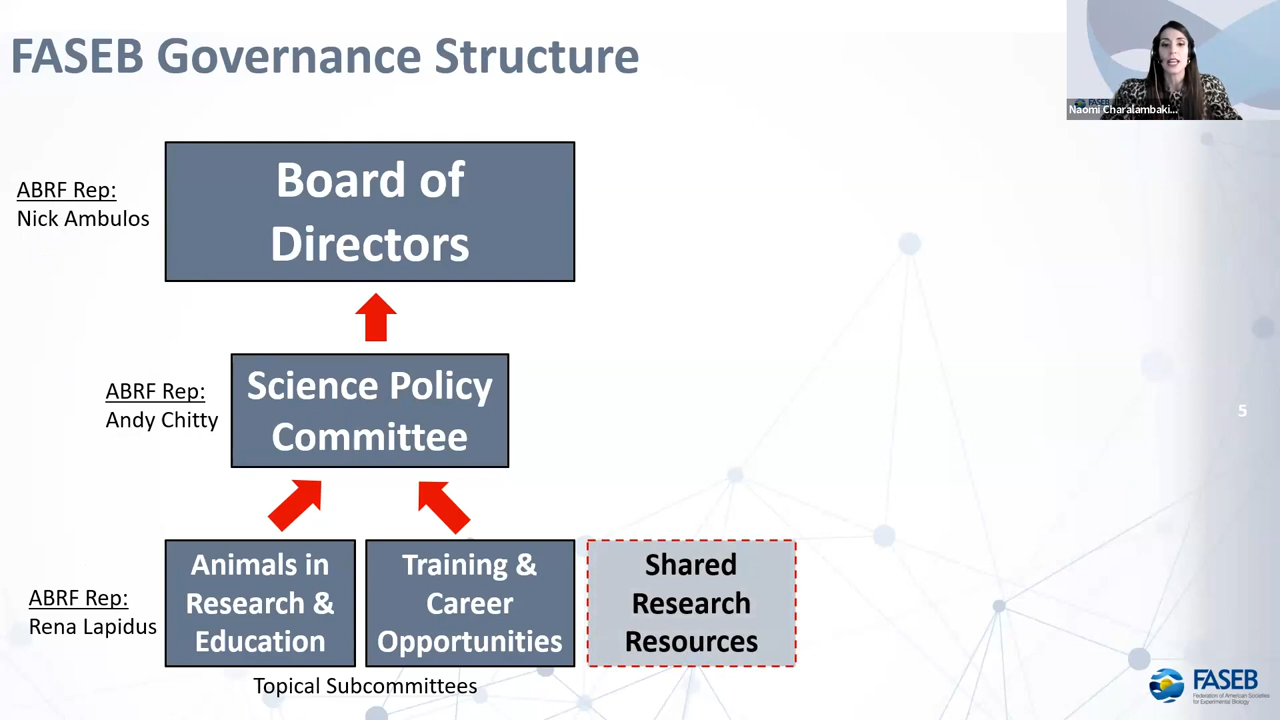 FASEB Governance Structure
FASEB
Naomi Charalambaki...
ABRF Rep:
Nick Ambulos
Board of
Directors
ABRF Rep:
Andy Chitty
Science Policy
Committee
5
ABRF Rep:
Rena Lapidus
Animals in
Research &
Education
Training &
Career
Opportunities
Shared
Research
Resources
Topical Subcommittees
FASEB
Federation of American Societies
for Experimental Biology